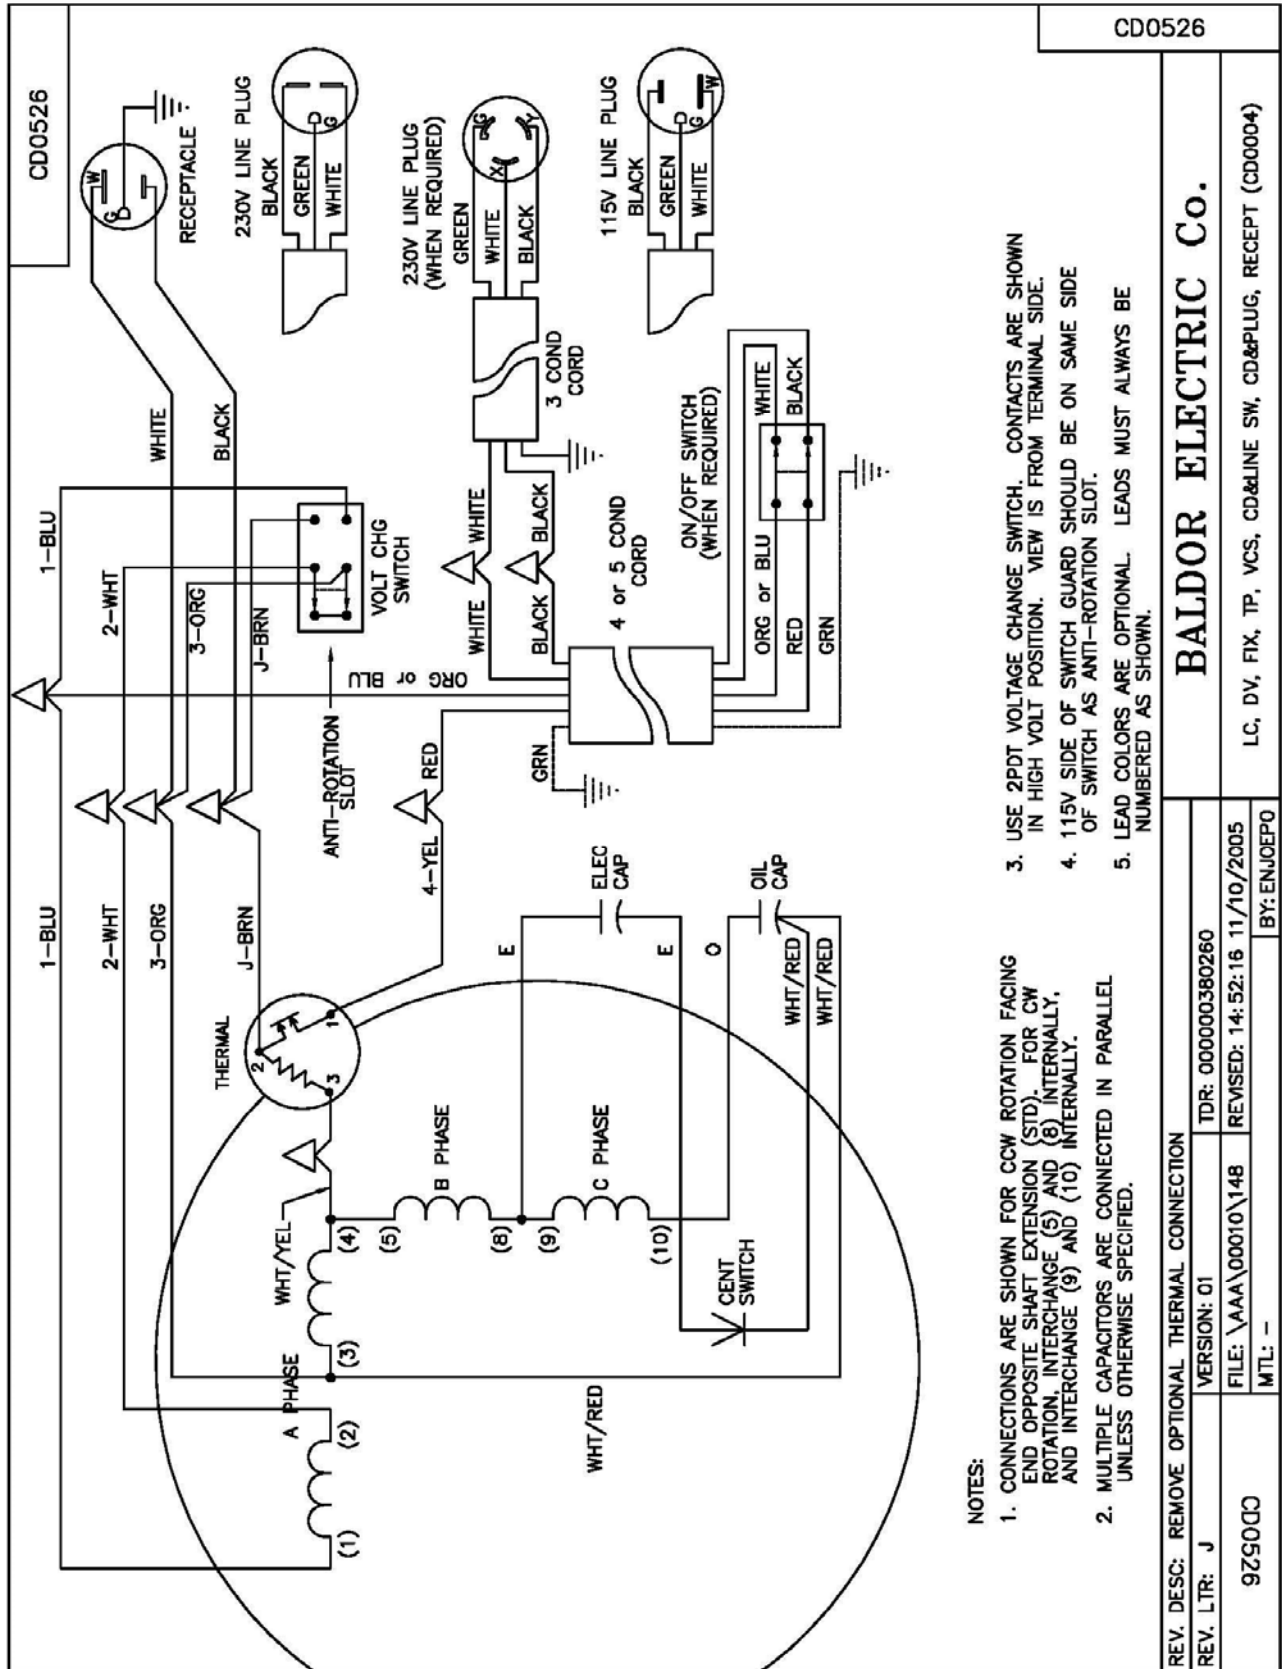 CD0526
CD0526
1-BLU
1-BLU
2-WHT
2-WHT
3-ORG
3-ORG
J-BRN
J-BRN
WHITE
BLACK
W
G
RECEPTACLE
230V LINE PLUG
BLACK
GREEN
WHITE
G
230V LINE PLUG
(WHEN REQUIRED)
GREEN
WHITE
BLACK
G
X
Y
3 COND
CORD
115V LINE PLUG
BLACK
GREEN
WHITE
G
W
VOLT CHG
SWITCH
ANTI-ROTATION
SLOT
ORG or BLU
WHITE
WHITE
BLACK
BLACK
4 or 5 COND
CORD
GRN
4-YEL
RED
ON/OFF SWITCH
(WHEN REQUIRED)
ORG or BLU
WHITE
RED
BLACK
GRN
THERMAL
1
2
3
WHT/YEL
A PHASE
(1)
(2)
(3)
(4)
(5)
B PHASE
(8)
(9)
C PHASE
(10)
E
ELEC
CAP
E
O
OIL
CAP
WHT/RED
WHT/RED
CENT
SWITCH
WHT/RED
NOTES:
1. CONNECTIONS ARE SHOWN FOR CCW ROTATION FACING
END OPPOSITE SHAFT EXTENSION (STD). FOR CW
ROTATION, INTERCHANGE (5) AND (8) INTERNALLY,
AND INTERCHANGE (9) AND (10) INTERNALLY.
2. MULTIPLE CAPACITORS ARE CONNECTED IN PARALLEL
UNLESS OTHERWISE SPECIFIED.
3. USE 2PDT VOLTAGE CHANGE SWITCH. CONTACTS ARE SHOWN
IN HIGH VOLT POSITION. VIEW IS FROM TERMINAL SIDE.
4. 115V SIDE OF SWITCH GUARD SHOULD BE ON SAME SIDE
OF SWITCH AS ANTI-ROTATION SLOT.
5. LEAD COLORS ARE OPTIONAL. LEADS MUST ALWAYS BE
NUMBERED AS SHOWN.
REV. DESC: REMOVE OPTIONAL THERMAL CONNECTION
REV. LTR: J
VERSION: 01
TDR: 000000380260
FILE: \AAA\00010\148
REVISED: 14:52:16 11/10/2005
MTL: -
BY: ENJOEPO
CD0526
BALDOR ELECTRIC Co.
LC, DV, FIX, TP, VCS, CD&LINE SW, CD&PLUG, RECEPT (CD0004)